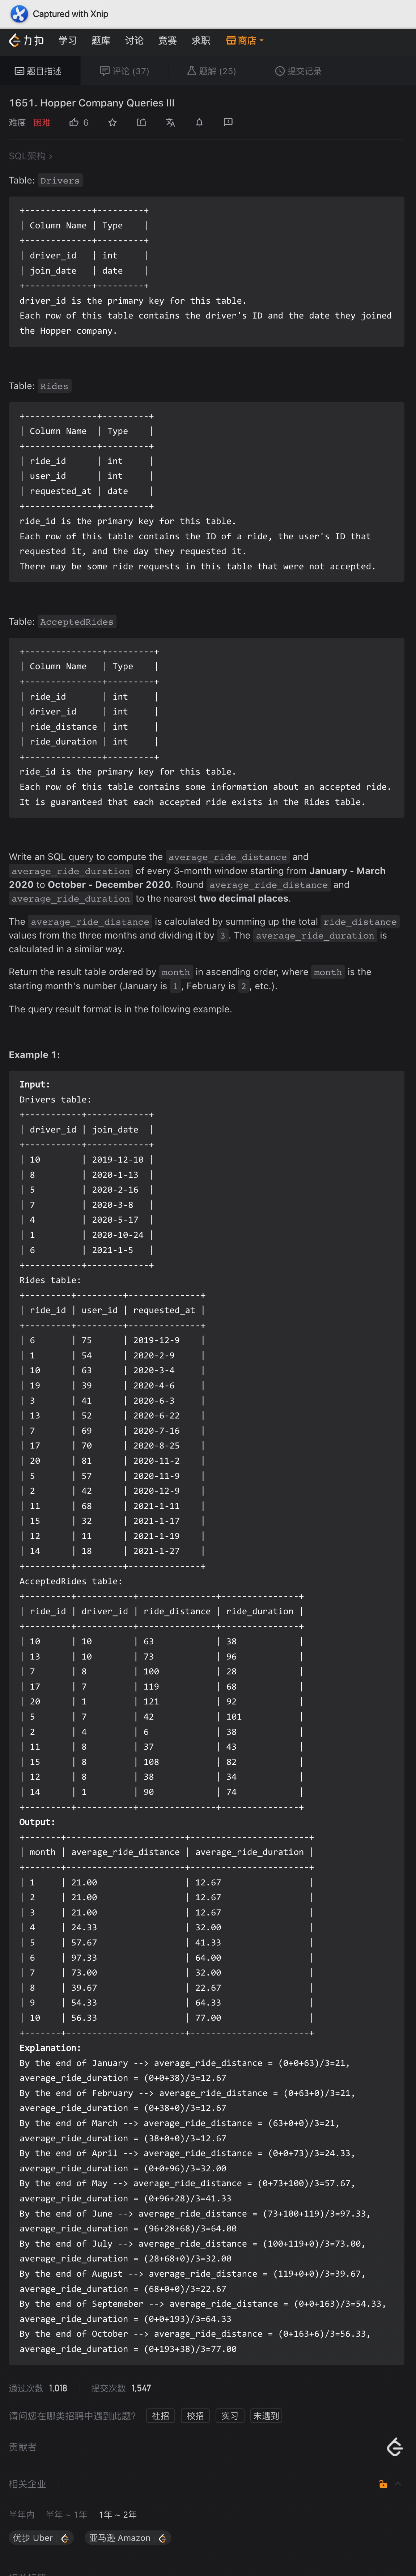 Captured with Xnip
力扣 学习 题库 讨论 竞赛 求职 商店
题目描述 评论 (37) 题解 (25) 提交记录
1651. Hopper Company Queries III
难度 困难 6
SQL架构 ›
Table: Drivers
+-------------+---------+
| Column Name | Type    |
+-------------+---------+
| driver_id   | int     |
| join_date   | date    |
+-------------+---------+
driver_id is the primary key for this table.
Each row of this table contains the driver's ID and the date they joined
the Hopper company.
Table: Rides
+--------------+---------+
| Column Name  | Type    |
+--------------+---------+
| ride_id      | int     |
| user_id      | int     |
| requested_at | date    |
+--------------+---------+
ride_id is the primary key for this table.
Each row of this table contains the ID of a ride, the user's ID that
requested it, and the day they requested it.
There may be some ride requests in this table that were not accepted.
Table: AcceptedRides
+---------------+---------+
| Column Name   | Type    |
+---------------+---------+
| ride_id       | int     |
| driver_id     | int     |
| ride_distance | int     |
| ride_duration | int     |
+---------------+---------+
ride_id is the primary key for this table.
Each row of this table contains some information about an accepted ride.
It is guaranteed that each accepted ride exists in the Rides table.
Write an SQL query to compute the average_ride_distance and
average_ride_duration of every 3-month window starting from January - March
2020 to October - December 2020. Round average_ride_distance and
average_ride_duration to the nearest two decimal places.
The average_ride_distance is calculated by summing up the total ride_distance
values from the three months and dividing it by 3. The average_ride_duration is
calculated in a similar way.
Return the result table ordered by month in ascending order, where month is the
starting month's number (January is 1, February is 2, etc.).
The query result format is in the following example.
Example 1:
Input:
Drivers table:
+-----------+------------+
| driver_id | join_date  |
+-----------+------------+
| 10        | 2019-12-10 |
| 8         | 2020-1-13  |
| 5         | 2020-2-16  |
| 7         | 2020-3-8   |
| 4         | 2020-5-17  |
| 1         | 2020-10-24 |
| 6         | 2021-1-5   |
+-----------+------------+
Rides table:
+---------+---------+--------------+
| ride_id | user_id | requested_at |
+---------+---------+--------------+
| 6       | 75      | 2019-12-9    |
| 1       | 54      | 2020-2-9     |
| 10      | 63      | 2020-3-4     |
| 19      | 39      | 2020-4-6     |
| 3       | 41      | 2020-6-3     |
| 13      | 52      | 2020-6-22    |
| 7       | 69      | 2020-7-16    |
| 17      | 70      | 2020-8-25    |
| 20      | 81      | 2020-11-2    |
| 5       | 57      | 2020-11-9    |
| 2       | 42      | 2020-12-9    |
| 11      | 68      | 2021-1-11    |
| 15      | 32      | 2021-1-17    |
| 12      | 11      | 2021-1-19    |
| 14      | 18      | 2021-1-27    |
+---------+---------+--------------+
AcceptedRides table:
+---------+-----------+---------------+---------------+
| ride_id | driver_id | ride_distance | ride_duration |
+---------+-----------+---------------+---------------+
| 10      | 10        | 63            | 38            |
| 13      | 10        | 73            | 96            |
| 7       | 8         | 100           | 28            |
| 17      | 7         | 119           | 68            |
| 20      | 1         | 121           | 92            |
| 5       | 7         | 42            | 101           |
| 2       | 4         | 6             | 38            |
| 11      | 8         | 37            | 43            |
| 15      | 8         | 108           | 82            |
| 12      | 8         | 38            | 34            |
| 14      | 1         | 90            | 74            |
+---------+-----------+---------------+---------------+
Output:
+-------+-----------------------+-----------------------+
| month | average_ride_distance | average_ride_duration |
+-------+-----------------------+-----------------------+
| 1     | 21.00                 | 12.67                 |
| 2     | 21.00                 | 12.67                 |
| 3     | 21.00                 | 12.67                 |
| 4     | 24.33                 | 32.00                 |
| 5     | 57.67                 | 41.33                 |
| 6     | 97.33                 | 64.00                 |
| 7     | 73.00                 | 32.00                 |
| 8     | 39.67                 | 22.67                 |
| 9     | 54.33                 | 64.33                 |
| 10    | 56.33                 | 77.00                 |
+-------+-----------------------+-----------------------+
Explanation:
By the end of January --> average_ride_distance = (0+0+63)/3=21,
average_ride_duration = (0+0+38)/3=12.67
By the end of February --> average_ride_distance = (0+63+0)/3=21,
average_ride_duration = (0+38+0)/3=12.67
By the end of March --> average_ride_distance = (63+0+0)/3=21,
average_ride_duration = (38+0+0)/3=12.67
By the end of April --> average_ride_distance = (0+0+73)/3=24.33,
average_ride_duration = (0+0+96)/3=32.00
By the end of May --> average_ride_distance = (0+73+100)/3=57.67,
average_ride_duration = (0+96+28)/3=41.33
By the end of June --> average_ride_distance = (73+100+119)/3=97.33,
average_ride_duration = (96+28+68)/3=64.00
By the end of July --> average_ride_distance = (100+119+0)/3=73.00,
average_ride_duration = (28+68+0)/3=32.00
By the end of August --> average_ride_distance = (119+0+0)/3=39.67,
average_ride_duration = (68+0+0)/3=22.67
By the end of Septemeber --> average_ride_distance = (0+0+163)/3=54.33,
average_ride_duration = (0+0+193)/3=64.33
By the end of October --> average_ride_distance = (0+163+6)/3=56.33,
average_ride_duration = (0+193+38)/3=77.00
通过次数 1,018 提交次数 1,547
请问您在哪类招聘中遇到此题? 社招 校招 实习 未遇到
贡献者
相关企业
半年内 半年 ~ 1年 1年 ~ 2年
优步 Uber 亚马逊 Amazon